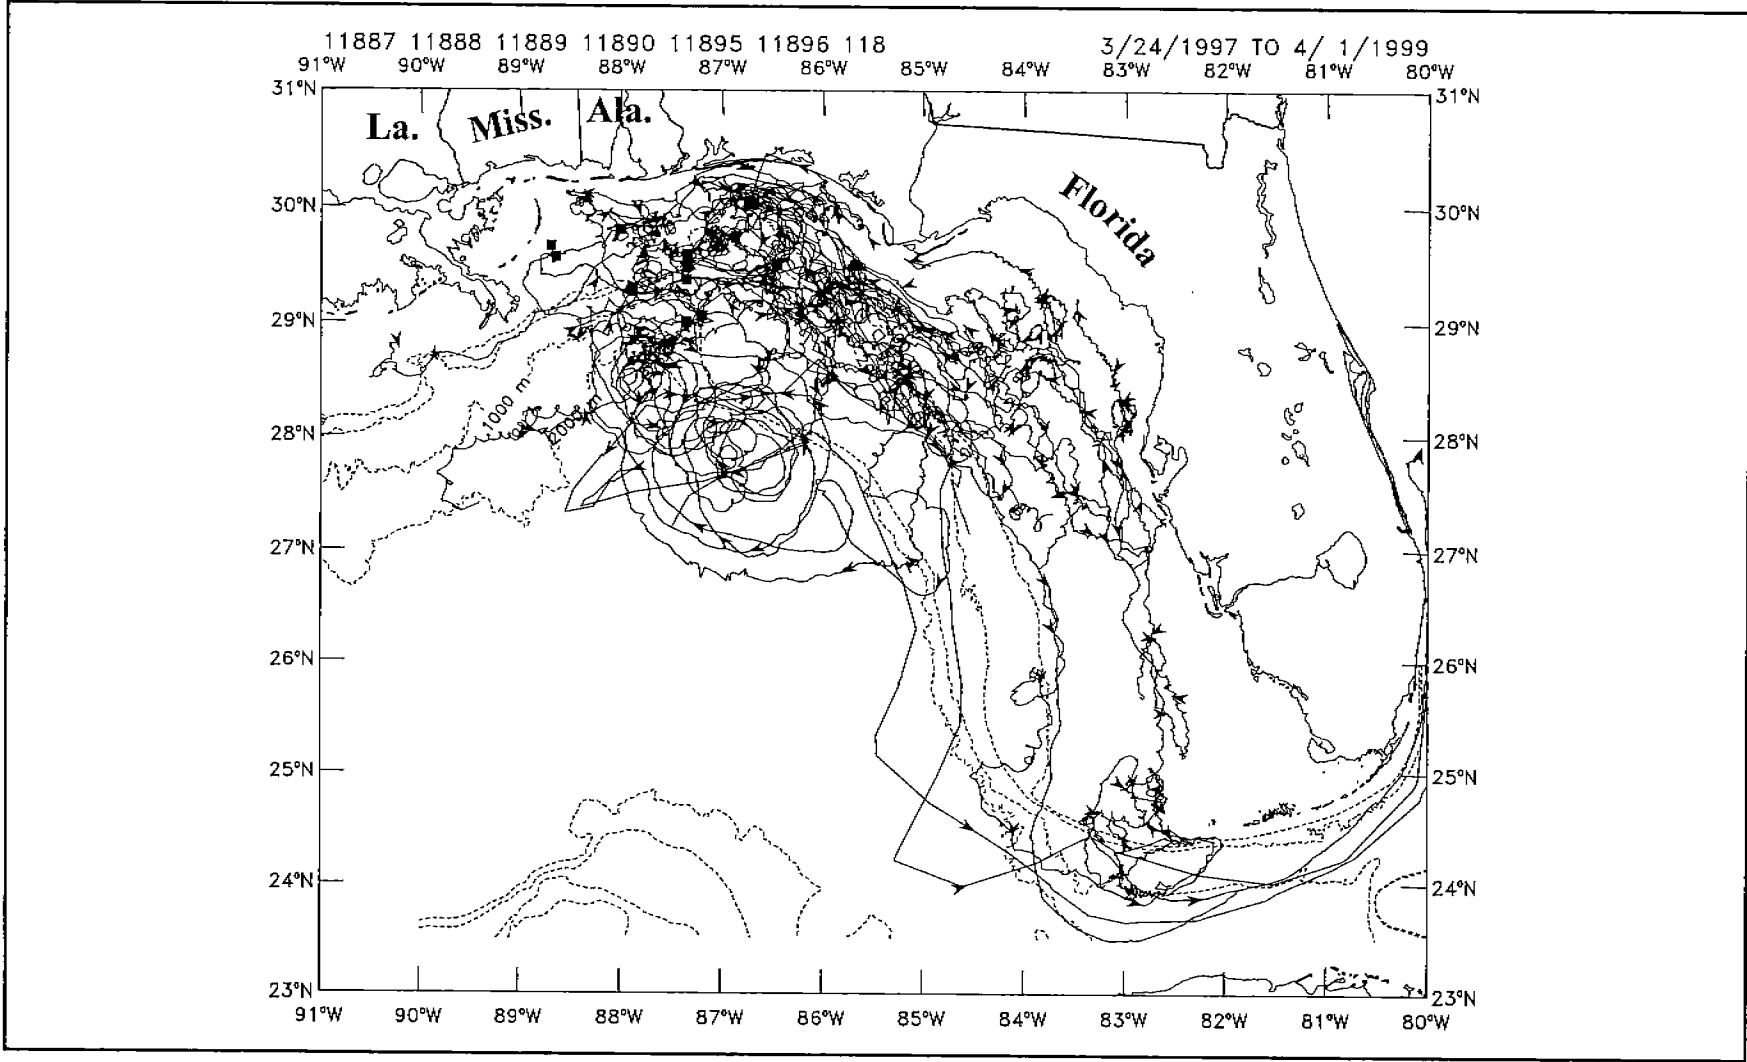 11887 11888 11889 11890 11895 11896 118 3/24/1997 TO 4/ 1/1999
91°W 90°W 89°W 88°W 87°W 86°W 85°W 84°W 83°W 82°W 81°W 80°W
31°N 31°N
La. Miss. Ala.
Florida
30°N 30°N
29°N 29°N
1000 m
2000 m
28°N 28°N
27°N 27°N
26°N 26°N
25°N 25°N
24°N 24°N
23°N 23°N
91°W 90°W 89°W 88°W 87°W 86°W 85°W 84°W 83°W 82°W 81°W 80°W